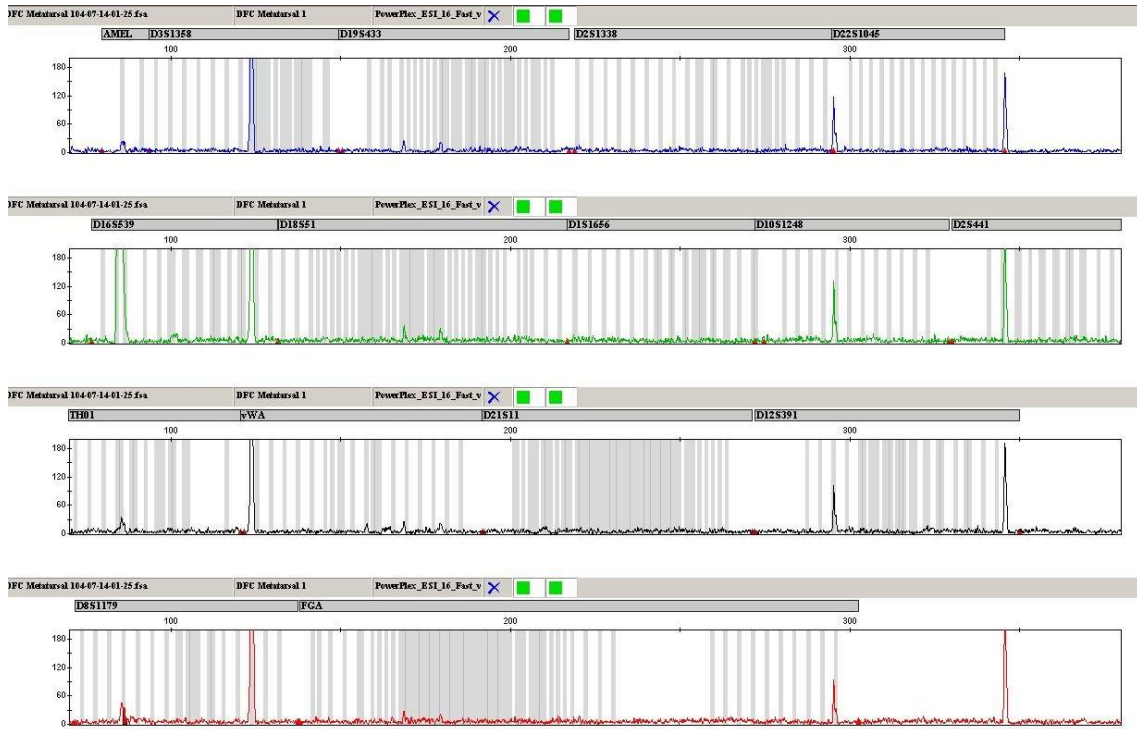 DFC Metatarsal 104-07-14-01-25.fsa DFC Metatarsal 1 PowerPlex_ESI_16_Fast_v
AMEL D3S1358 D19S433 D2S1338 D22S1045
100 200 300
180
120
60
0
DFC Metatarsal 104-07-14-01-25.fsa DFC Metatarsal 1 PowerPlex_ESI_16_Fast_v
D16S539 D18S51 D1S1656 D10S1248 D2S441
100 200 300
180
120
60
0
DFC Metatarsal 104-07-14-01-25.fsa DFC Metatarsal 1 PowerPlex_ESI_16_Fast_v
TH01 vWA D21S11 D12S391
100 200 300
180
120
60
0
DFC Metatarsal 104-07-14-01-25.fsa DFC Metatarsal 1 PowerPlex_ESI_16_Fast_v
D8S1179 FGA
100 200 300
180
120
60
0